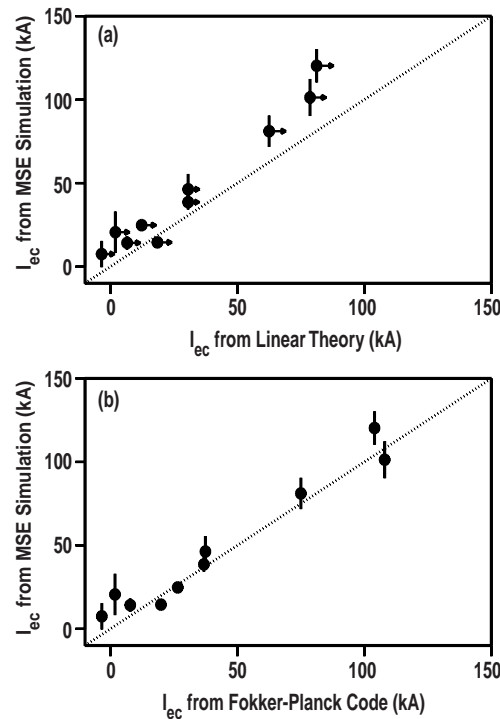 150
(a)
100
50
0
I_ec from MSE Simulation (kA)
0 50 100 150
I_ec from Linear Theory (kA)
150
(b)
100
50
0
I_ec from MSE Simulation (kA)
0 50 100 150
I_ec from Fokker-Planck Code (kA)